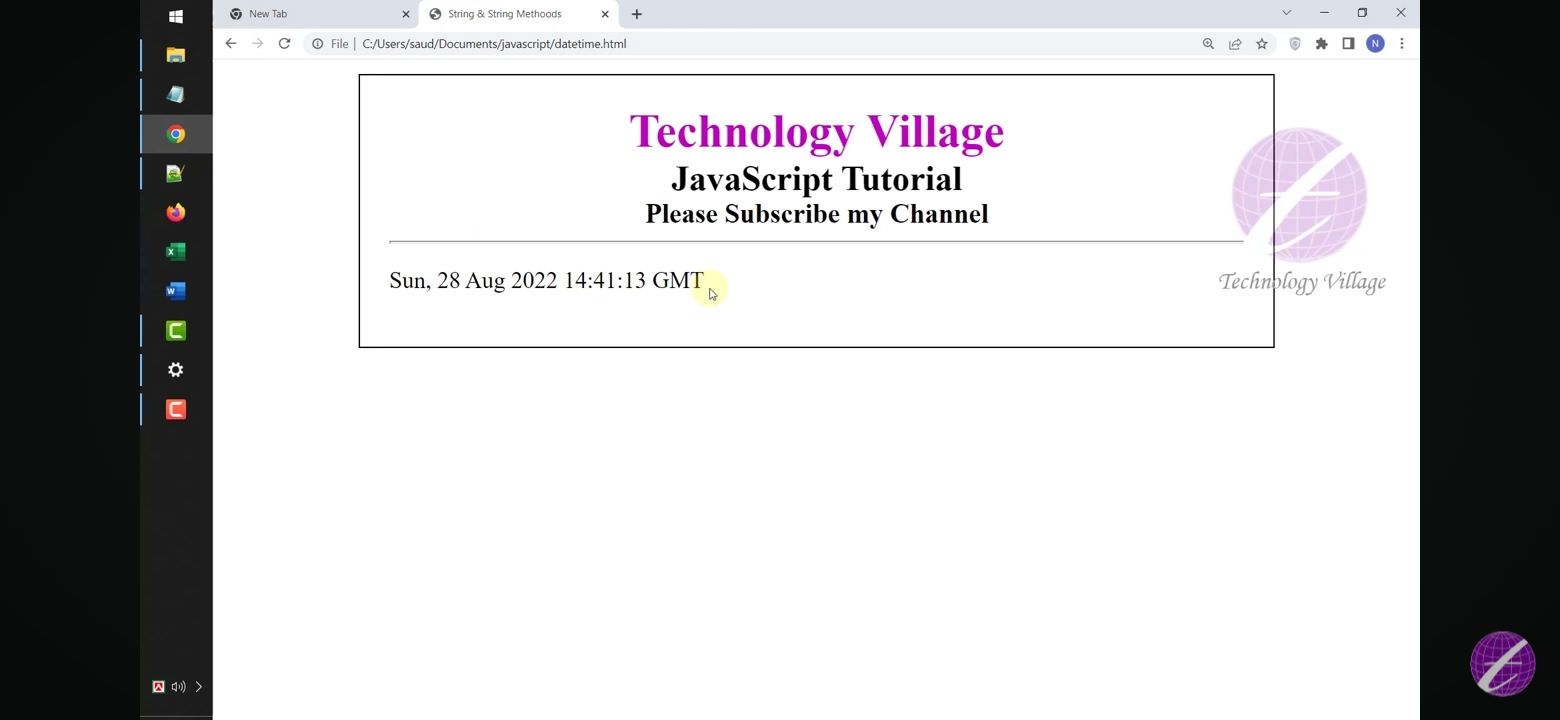 New Tab
String & String Methoods
File | C:/Users/saud/Documents/javascript/datetime.html
N
Technology Village
JavaScript Tutorial
Please Subscribe my Channel
Sun, 28 Aug 2022 14:41:13 GMT
Technology Village